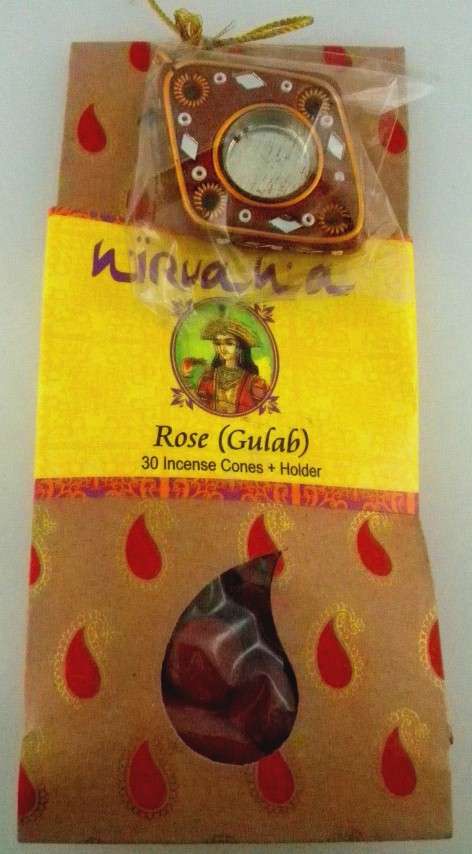 nirvana
Rose (Gulab)
30 Incense Cones + Holder